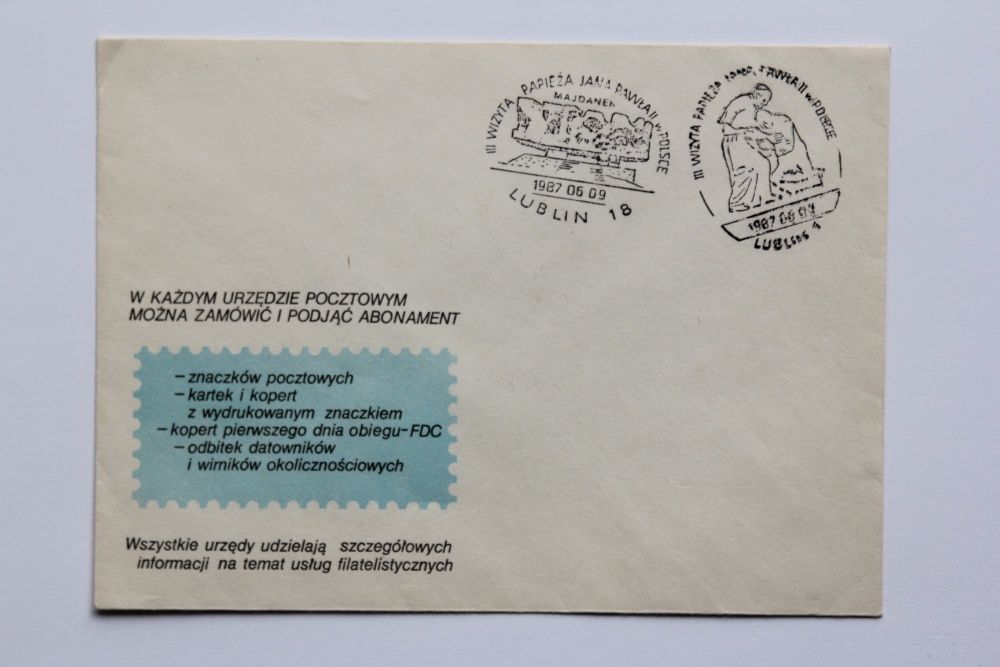 III WIZYTA PAPIEŻA JANA PAWŁA II w POLSCE
MAJDANEK
1987 06 09
LUBLIN 18
III WIZYTA PAPIEŻA JANA PAWŁA II w POLSCE
1987 06 09
LUBLIN 1
W KAŻDYM URZĘDZIE POCZTOWYM
MOŻNA ZAMÓWIĆ I PODJĄĆ ABONAMENT
– znaczków pocztowych
– kartek i kopert
z wydrukowanym znaczkiem
– kopert pierwszego dnia obiegu-FDC
– odbitek datowników
i wirników okolicznościowych
Wszystkie urzędy udzielają szczegółowych
informacji na temat usług filatelistycznych